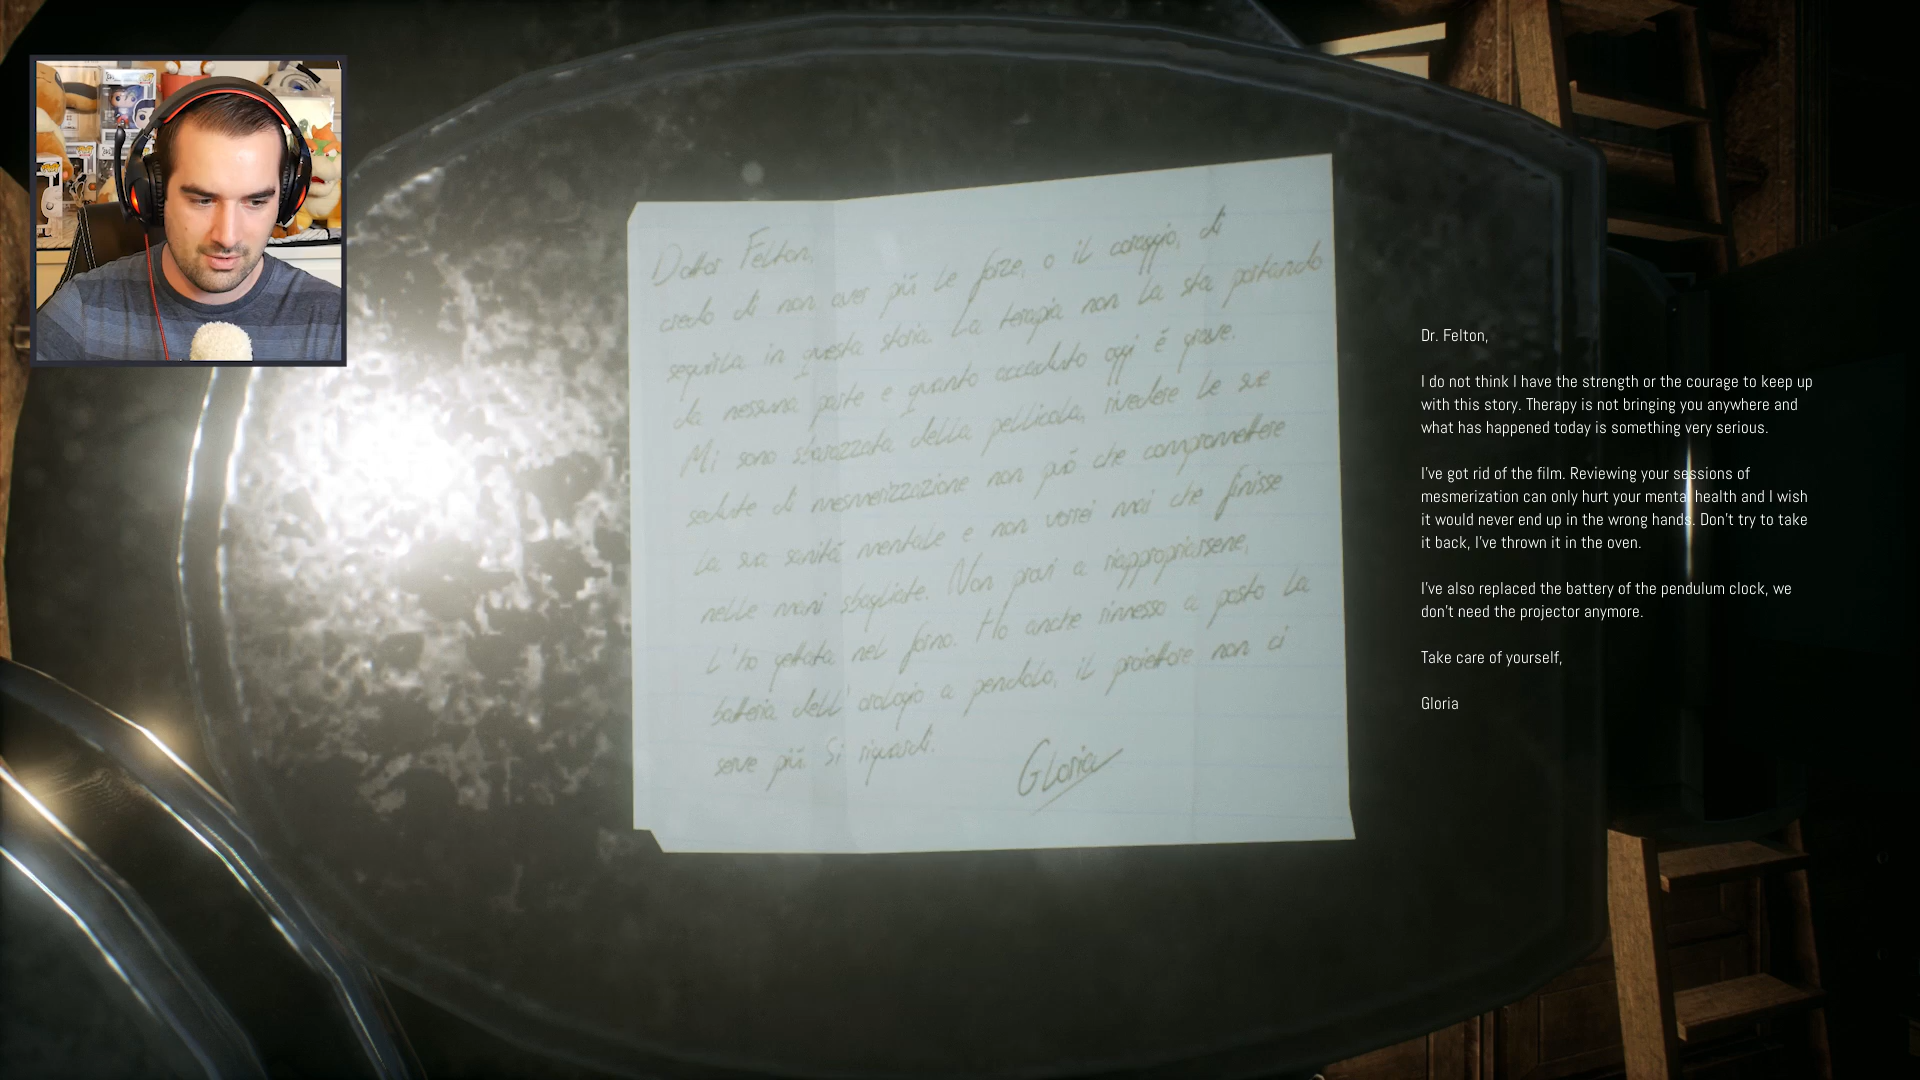 Dottor Felton,
credo di non aver più le forze, o il coraggio, di
seguirla in questa storia. La terapia non la sta portando
da nessuna parte e quanto accaduto oggi é grave.
Mi sono sbarazzata della pellicola, rivedere le sue
sedute di mesmerizzazione non può che compromettere
la sua sanità mentale e non vorrei mai che finisse
nelle mani sbagliate. Non provi a riappropriarsene,
L'ho gettata nel forno. Ho anche rimesso a posto la
batteria dell'orologio a pendolo, il proiettore non ci
serve più. Si riguardi.
Gloria
Dr. Felton,
I do not think I have the strength or the courage to keep up
with this story. Therapy is not bringing you anywhere and
what has happened today is something very serious.
I've got rid of the film. Reviewing your sessions of
mesmerization can only hurt your mental health and I wish
it would never end up in the wrong hands. Don't try to take
it back, I've thrown it in the oven.
I've also replaced the battery of the pendulum clock, we
don't need the projector anymore.
Take care of yourself,
Gloria